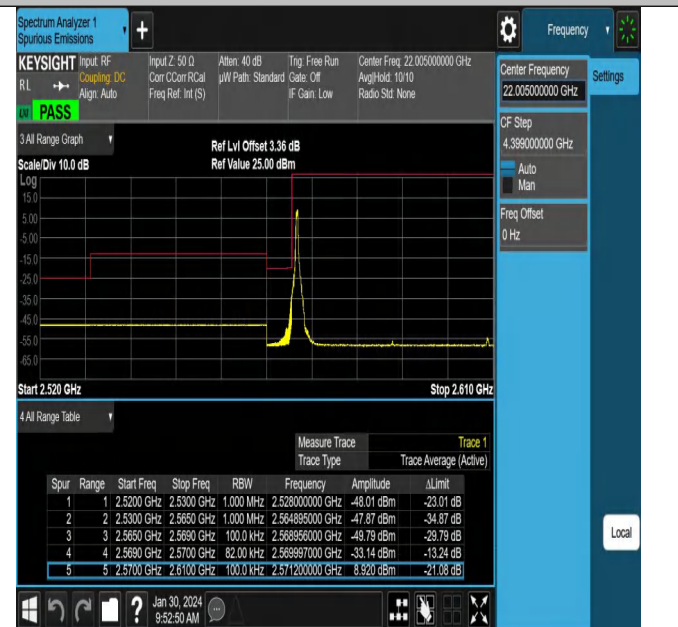 Spectrum Analyzer 1
Spurious Emissions
Frequency
KEYSIGHT Input: RF Input Z: 50 Ω Atten: 40 dB Trig: Free Run Center Freq: 22.005000000 GHz
RL Coupling: DC Corr CCorr RCal µW Path: Standard Gate: Off Avg|Hold: 10/10
Align: Auto Freq Ref: Int (S) IF Gain: Low Radio Std: None
PASS
Center Frequency
22.005000000 GHz
Settings
CF Step
4.399000000 GHz
Auto
Man
Freq Offset
0 Hz
3 All Range Graph
Ref Lvl Offset 3.36 dB
Scale/Div 10.0 dB Ref Value 25.00 dBm
Log
15.0
5.00
-5.00
-15.0
-25.0
-35.0
-45.0
-55.0
-65.0
Start 2.520 GHz Stop 2.610 GHz
4 All Range Table
Measure Trace Trace 1
Trace Type Trace Average (Active)
Spur Range Start Freq Stop Freq RBW Frequency Amplitude ΔLimit
1 1 2.5200 GHz 2.5300 GHz 1.000 MHz 2.528000000 GHz -48.01 dBm -23.01 dB
2 2 2.5300 GHz 2.5650 GHz 1.000 MHz 2.564895000 GHz -47.87 dBm -34.87 dB
3 3 2.5650 GHz 2.5690 GHz 100.0 kHz 2.568956000 GHz -49.79 dBm -29.79 dB
4 4 2.5690 GHz 2.5700 GHz 82.00 kHz 2.569997000 GHz -33.14 dBm -13.24 dB
5 5 2.5700 GHz 2.6100 GHz 100.0 kHz 2.571200000 GHz 8.920 dBm -21.08 dB
Local
Jan 30, 2024
9:52:50 AM